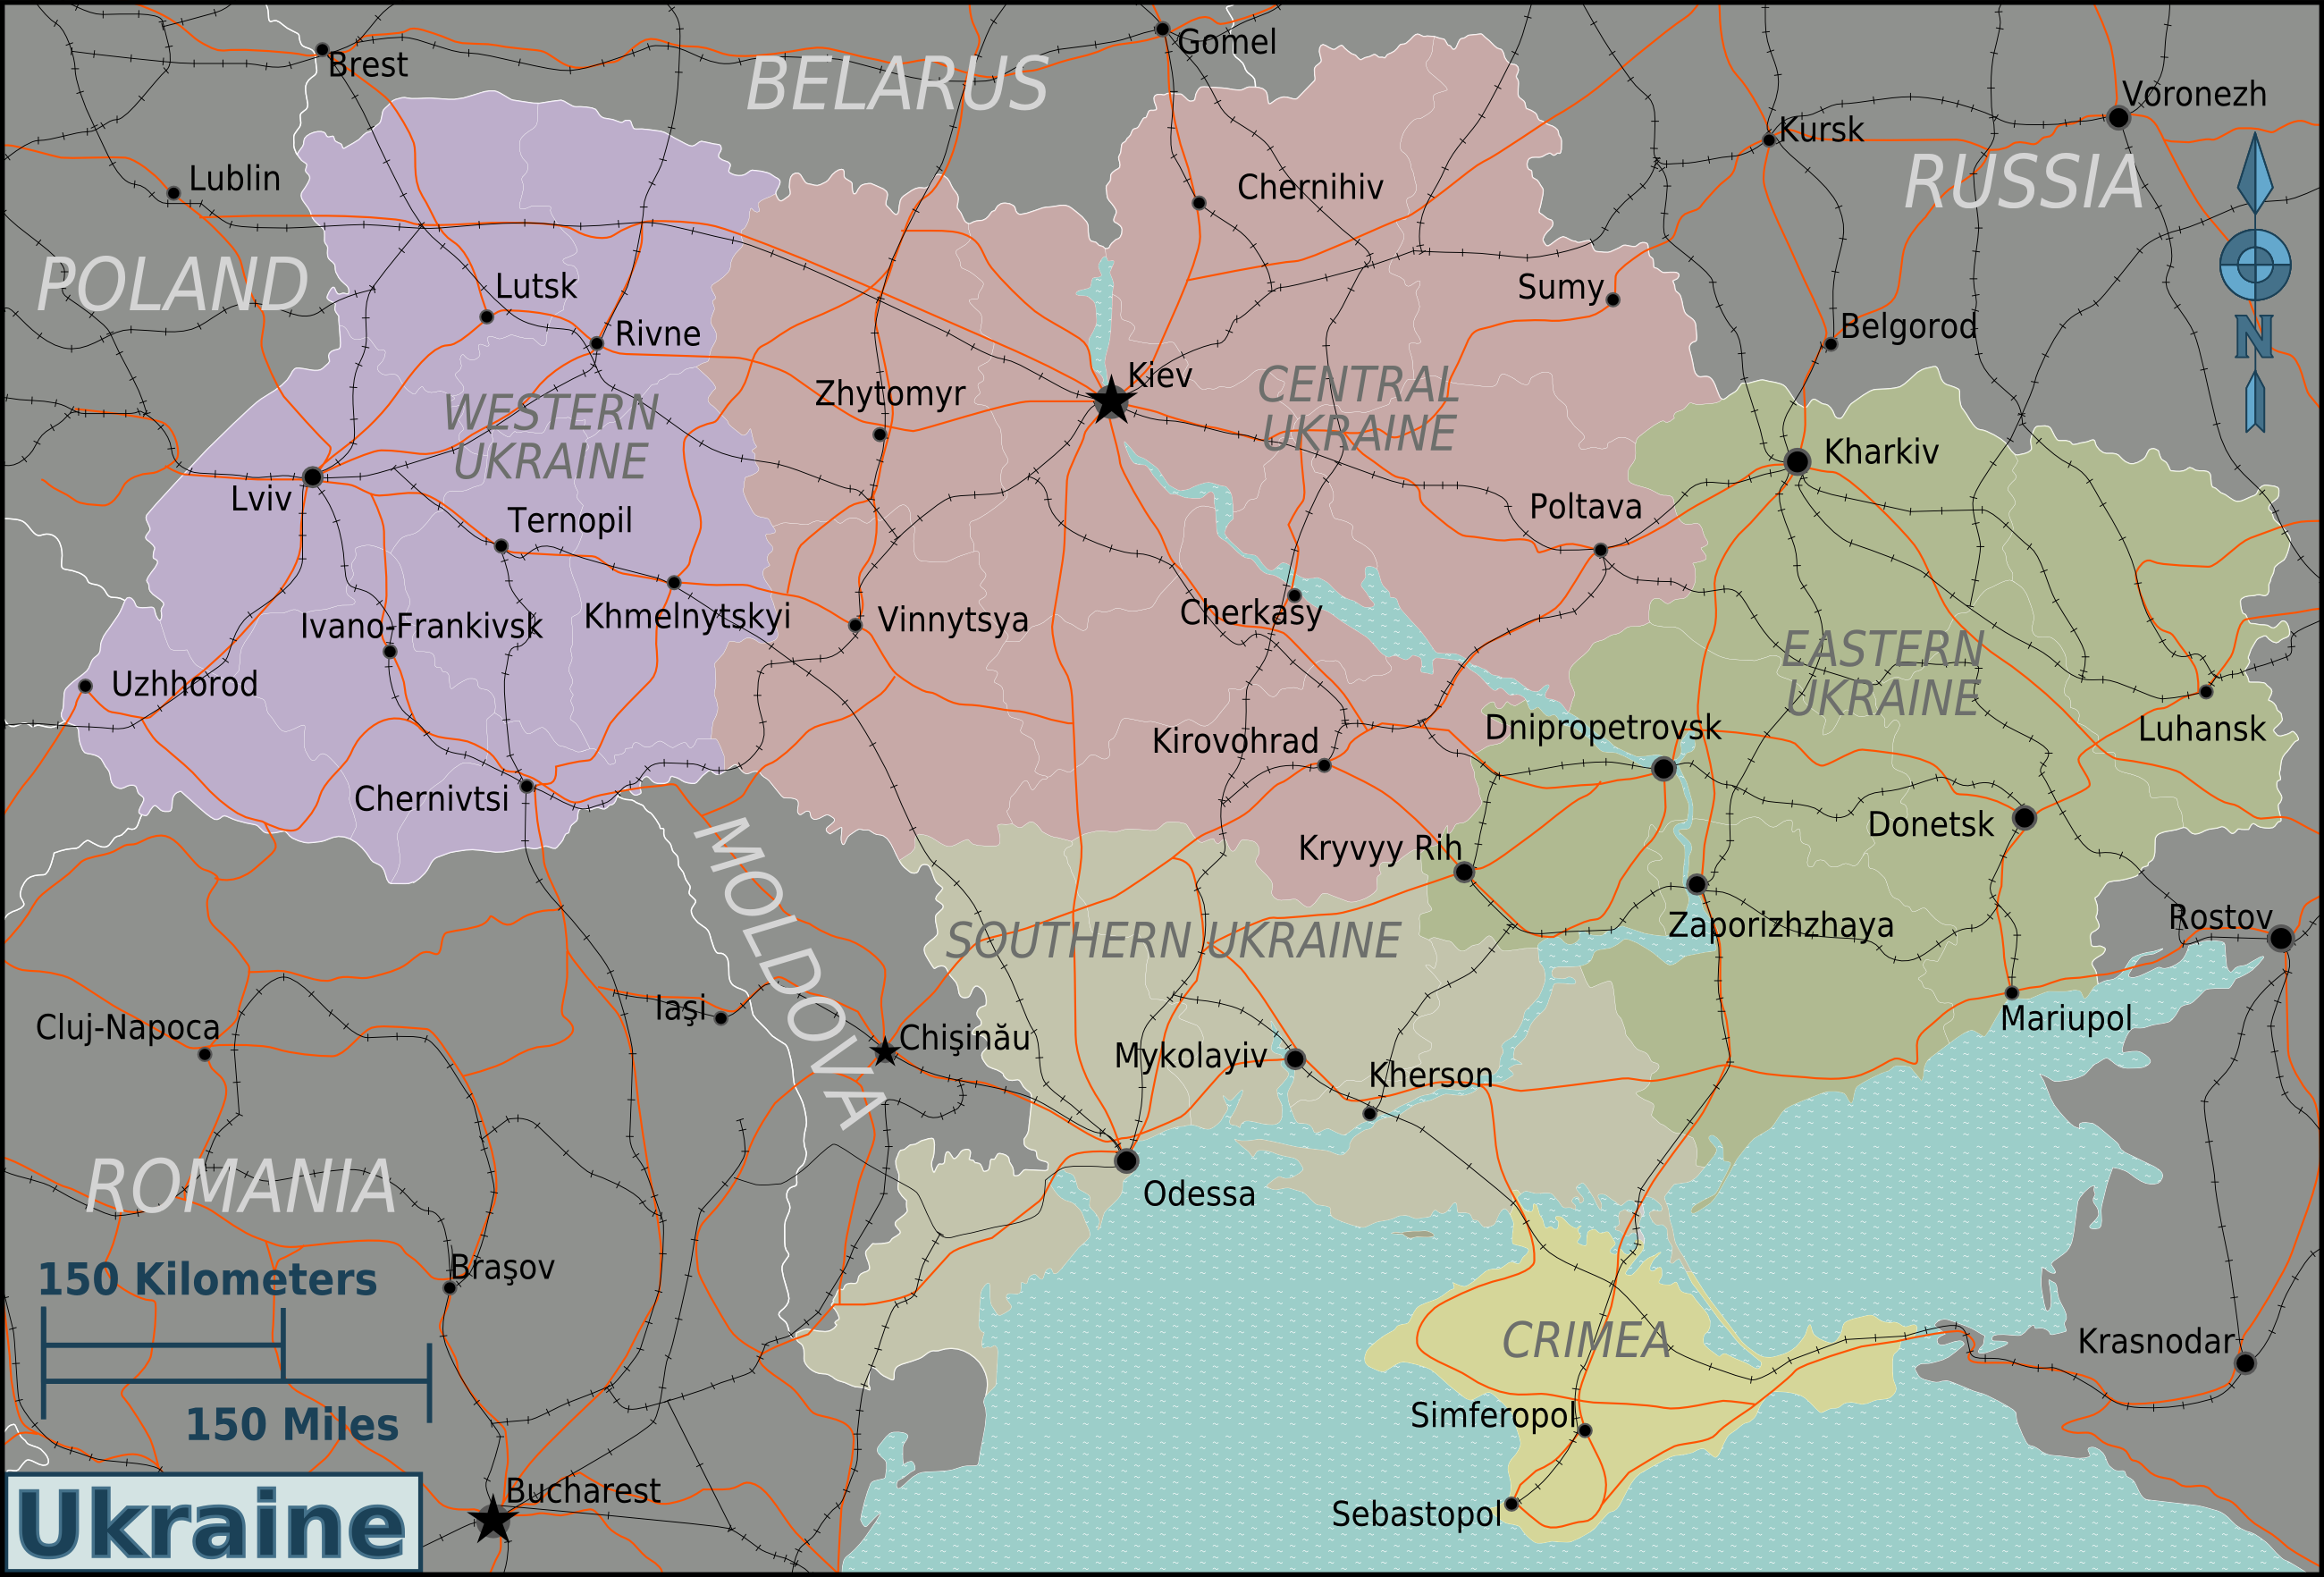 Gomel
Brest
BELARUS
Voronezh
Kursk
Lublin
Chernihiv
RUSSIA
POLAND
Lutsk
Sumy
Rivne
Belgorod
N
Kiev
Zhytomyr
CENTRAL
UKRAINE
WESTERN
UKRAINE
Kharkiv
Lviv
Ternopil
Poltava
Ivano-Frankivsk
Khmelnytskyi
Vinnytsya
Cherkasy
EASTERN
UKRAINE
Uzhhorod
Dnipropetrovsk
Luhansk
Kirovohrad
Chernivtsi
Donetsk
MOLDOVA
Kryvyy Rih
Rostov
Zaporizhzhaya
SOUTHERN UKRAINE
Iaşi
Mariupol
Cluj-Napoca
Chişinău
Mykolayiv
Kherson
ROMANIA
Odessa
Braşov
150 Kilometers
CRIMEA
Krasnodar
150 Miles
Simferopol
Bucharest
Sebastopol
Ukraine